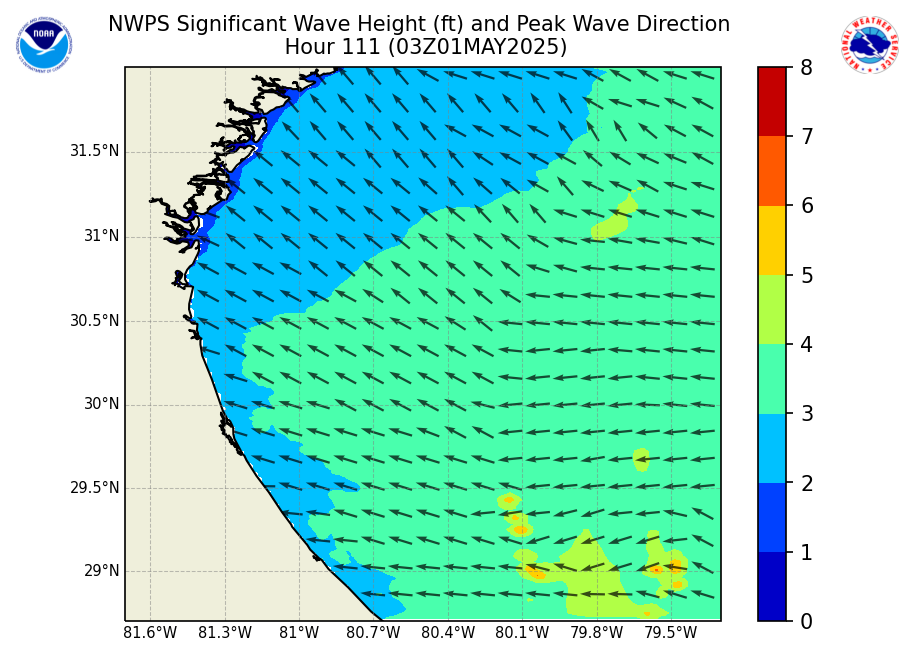 NWPS Significant Wave Height (ft) and Peak Wave Direction
Hour 111 (03Z01MAY2025)
NOAA
NATIONAL WEATHER SERVICE
31.5°N
31°N
30.5°N
30°N
29.5°N
29°N
81.6°W 81.3°W 81°W 80.7°W 80.4°W 80.1°W 79.8°W 79.5°W
8
7
6
5
4
3
2
1
0